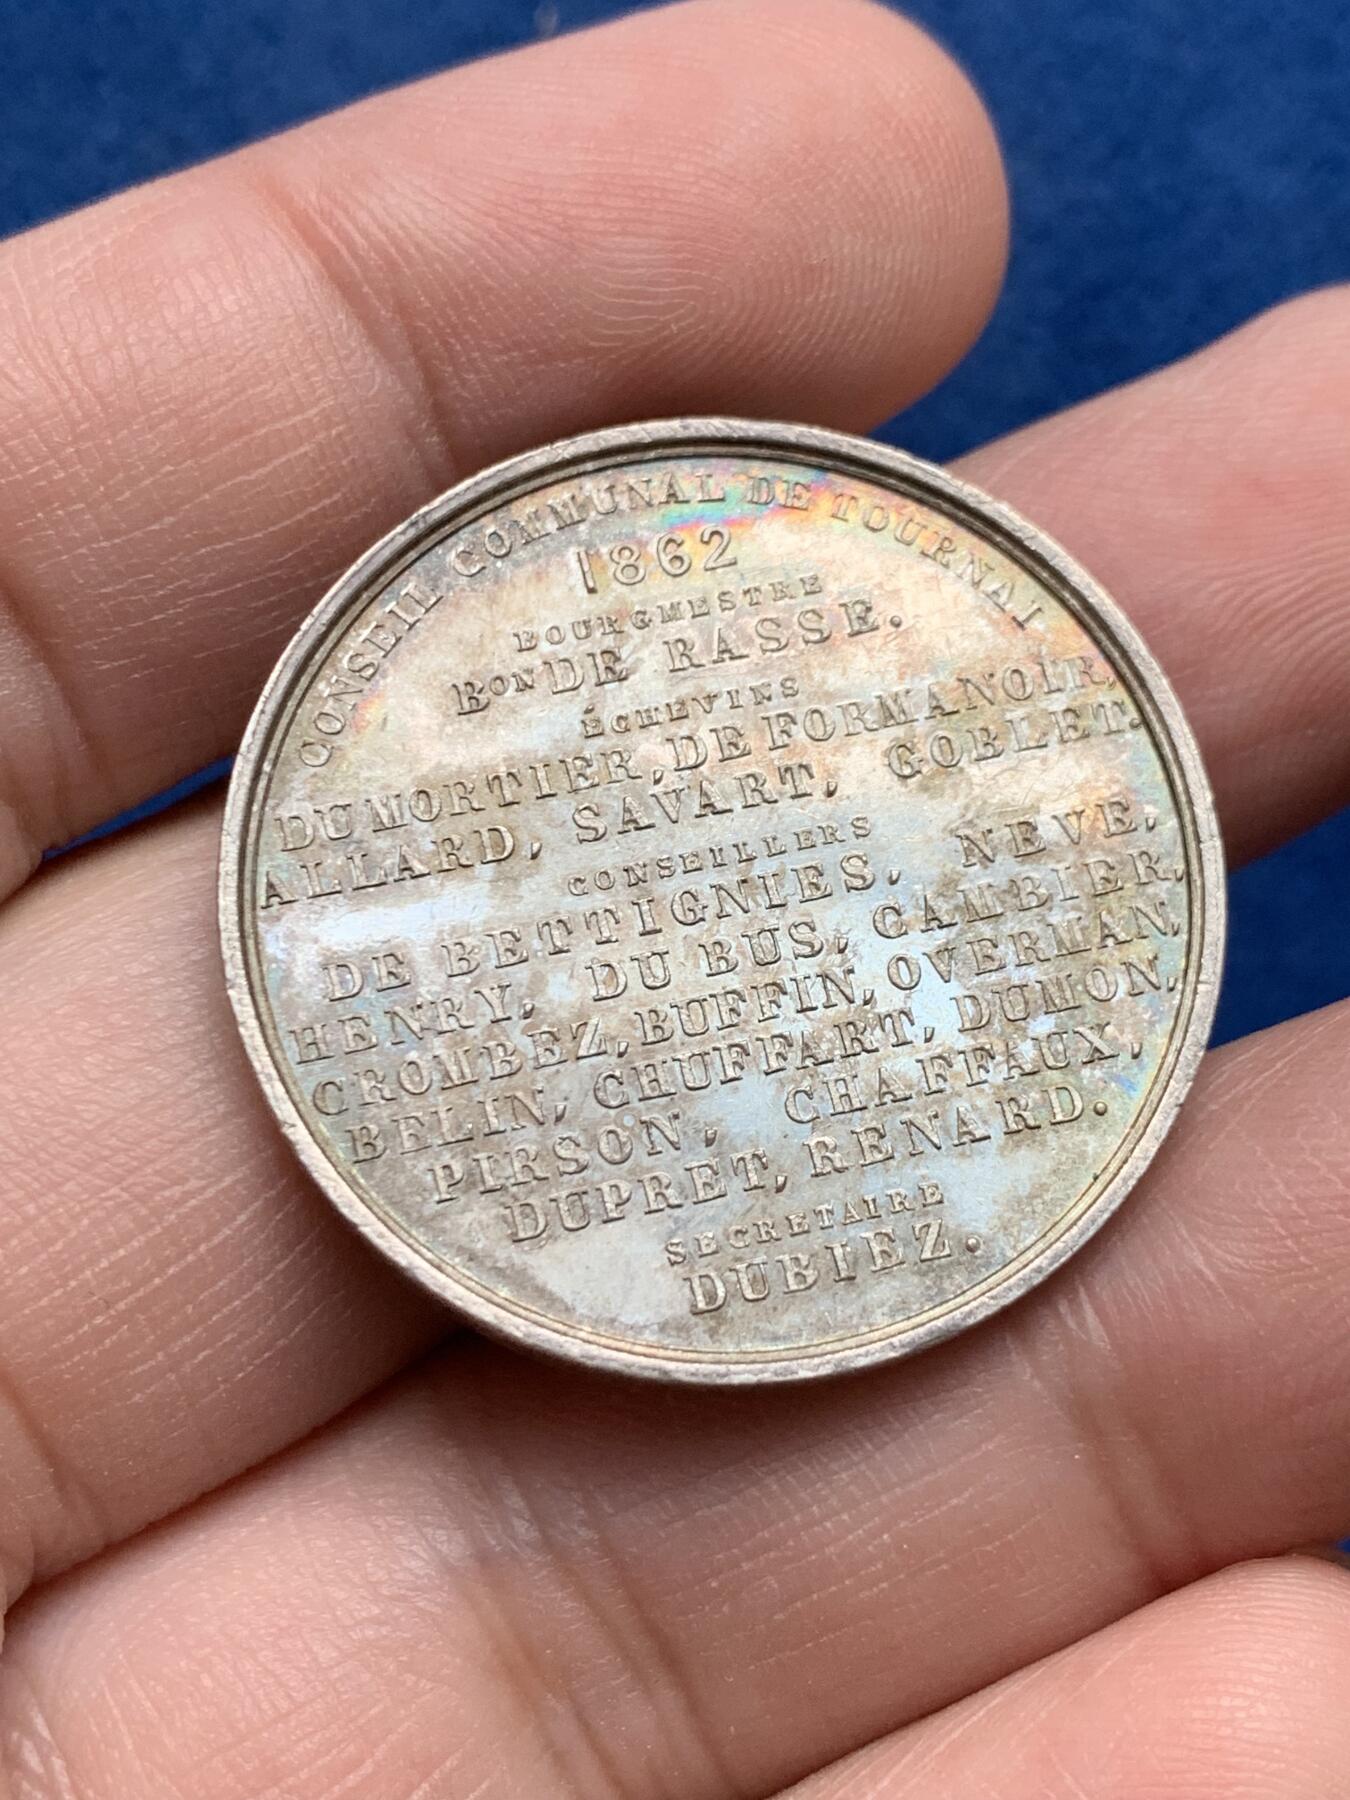 CONSEIL COMMUNAL DE TOURNAI
1862
BOURGMESTRE
BON DE RASSE.
ÉCHEVINS
DUMORTIER, DE FORMANOIR,
ALLARD, SAVART, GOBLET.
CONSEILLERS
DE BETTIGNIES, NEVE,
HENRY, DU BUS, CAMBIER,
CROMBEZ, BUFFIN, OVERMAN,
BELIN, CHUFFART, DUMON,
PIRSON, CHAFFAUX,
DUPRET, RENARD.
SECRETAIRE
DUBIEZ.